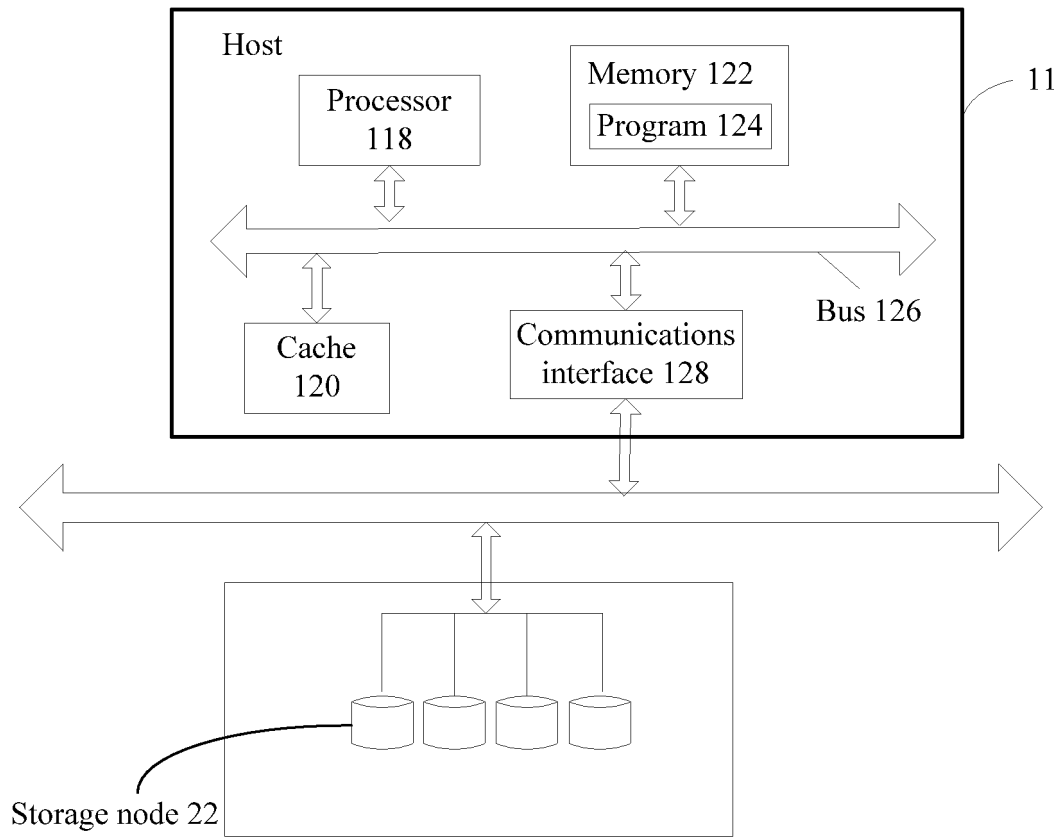 Host
11
Memory 122
Program 124
Processor
118
Bus 126
Cache
120
Communications
interface 128
Storage node 22